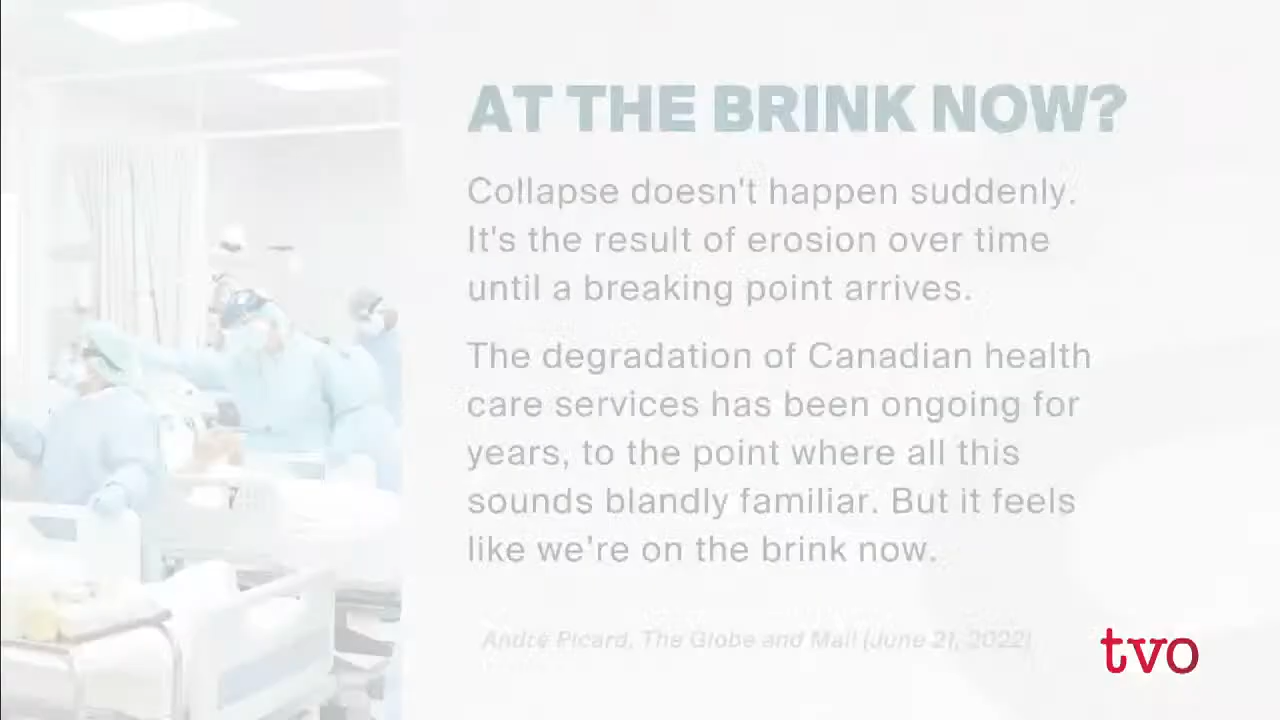 AT THE BRINK NOW?
Collapse doesn't happen suddenly.
It's the result of erosion over time
until a breaking point arrives.
The degradation of Canadian health
care services has been ongoing for
years, to the point where all this
sounds blandly familiar. But it feels
like we're on the brink now.
André Picard, The Globe and Mail (June 21, 2022)
tvo